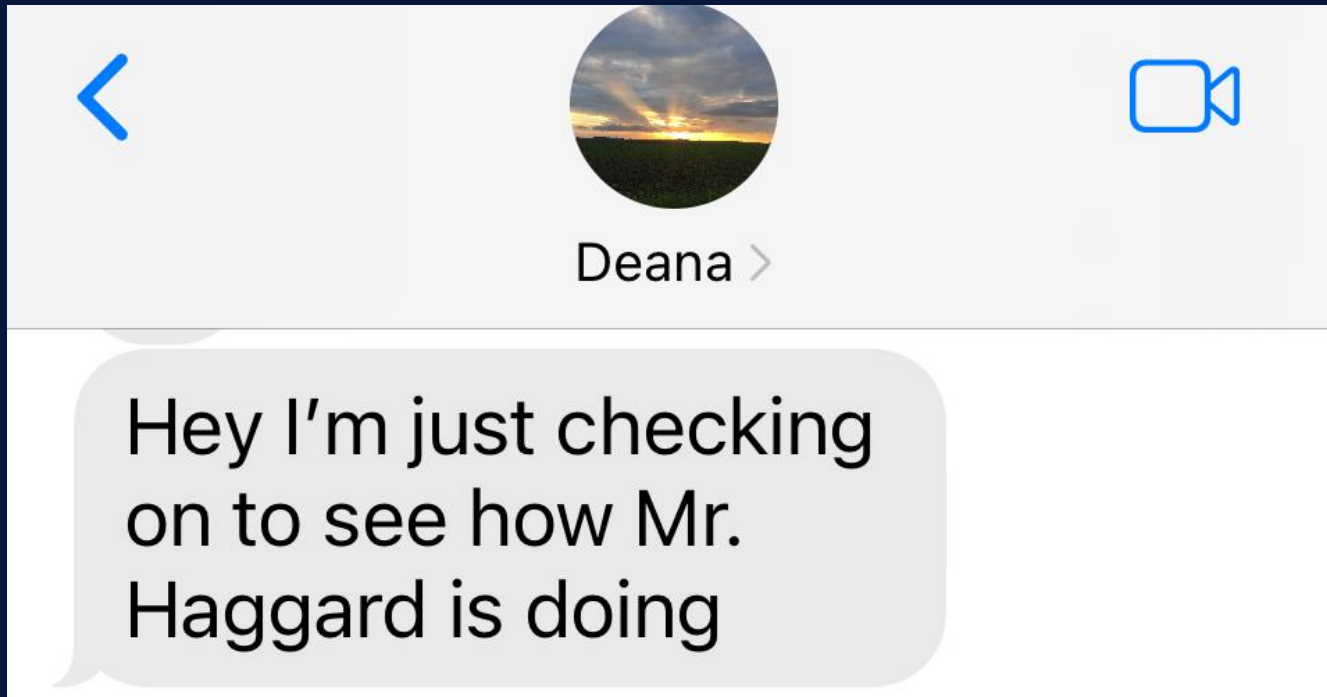 Deana
Hey I’m just checking
on to see how Mr.
Haggard is doing